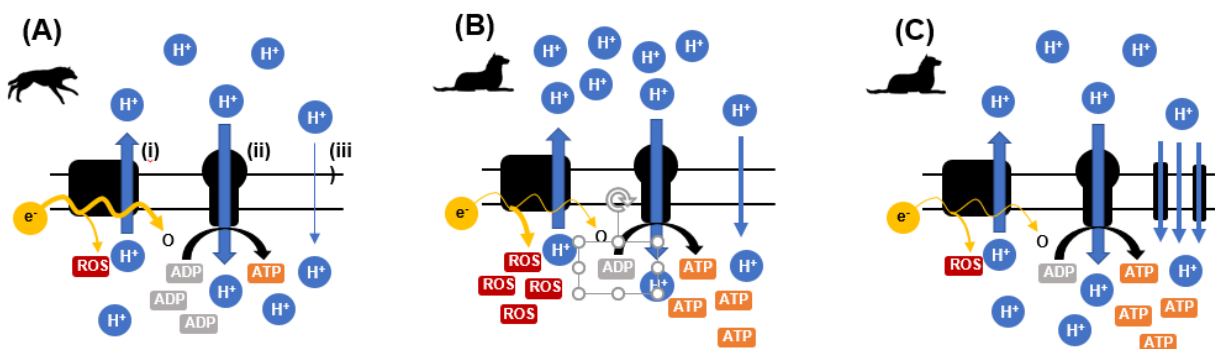 (A)
H+
H+
H+
H+
H+
(i)
(ii)
(iii
)
e-
O
ROS
H+
ADP
ATP
H+
ADP
H+
H+
H+
ADP
(B)
H+
H+
H+
H+
H+
H+
H+
H+
e-
O
ROS
H+
ADP
ATP
H+
ROS
ROS
H+
ATP
ATP
ROS
ATP
(C)
H+
H+
H+
H+
H+
e-
O
ROS
H+
ADP
ATP
H+
H+
ATP
ATP
H+
H+
ATP